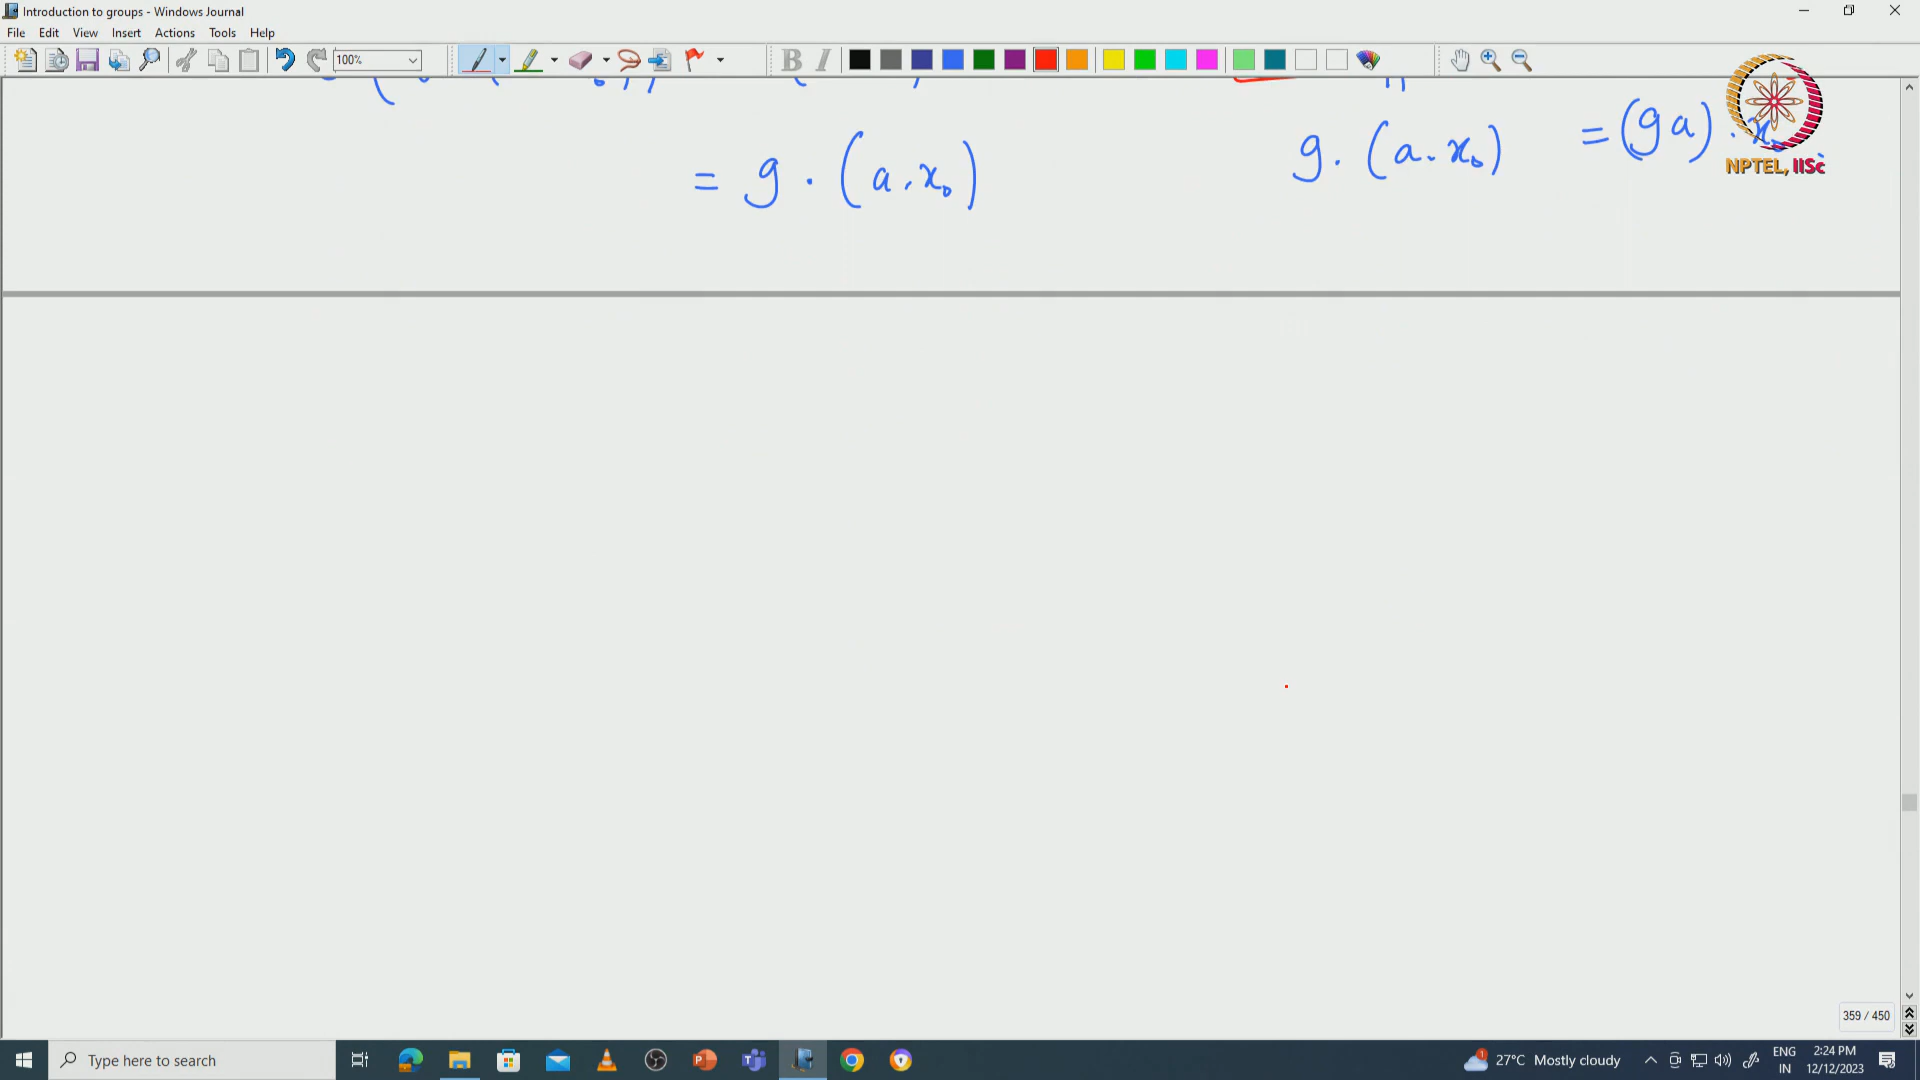 Introduction to groups - Windows Journal
File Edit View Insert Actions Tools Help
100%
B I
= g · (a · x₀)
g · (a · x₀) = (g a) · x₀
NPTEL, IISc
359 / 450
Type here to search
27°C Mostly cloudy
ENG
IN
2:24 PM
12/12/2023